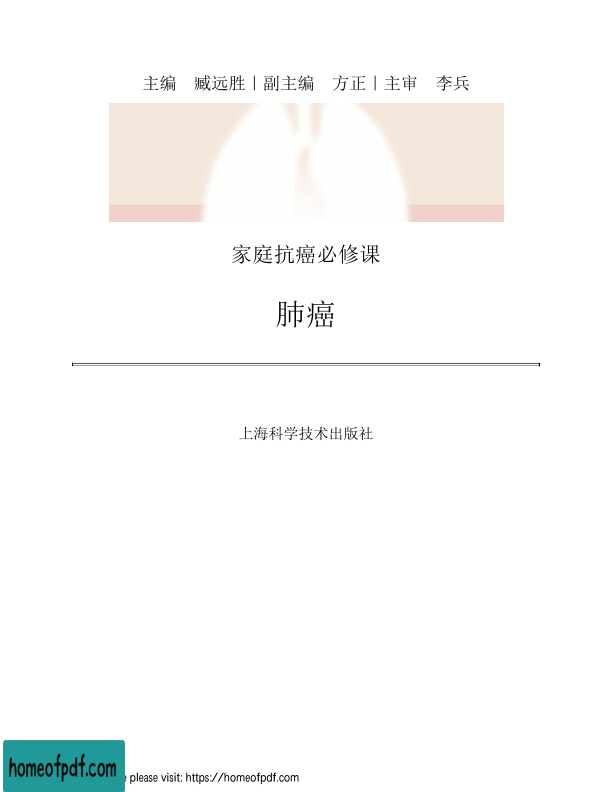 主编 臧远胜|副主编 方正|主审 李兵
家庭抗癌必修课
肺癌
上海科学技术出版社
homeofpdf.com
please visit: https://homeofpdf.com